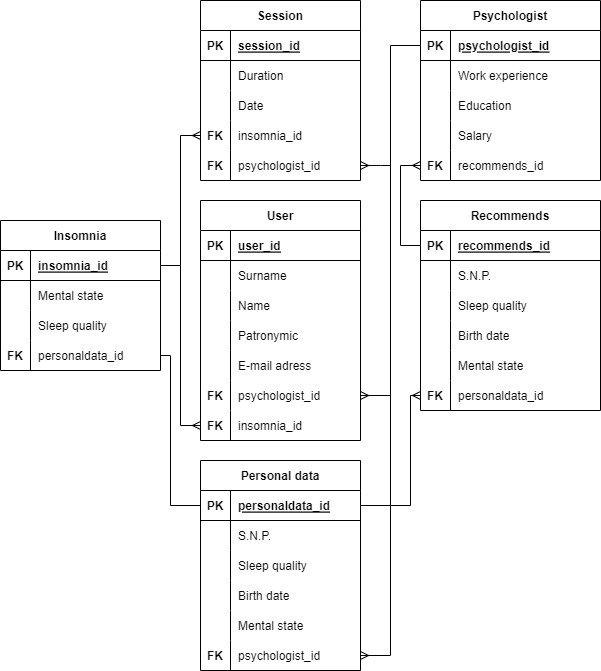 Session
PK session_id
Duration
Date
FK insomnia_id
FK psychologist_id
Psychologist
PK psychologist_id
Work experience
Education
Salary
FK recommends_id
Insomnia
PK insomnia_id
Mental state
Sleep quality
FK personaldata_id
User
PK user_id
Surname
Name
Patronymic
E-mail adress
FK psychologist_id
FK insomnia_id
Recommends
PK recommends_id
S.N.P.
Sleep quality
Birth date
Mental state
FK personaldata_id
Personal data
PK personaldata_id
S.N.P.
Sleep quality
Birth date
Mental state
FK psychologist_id